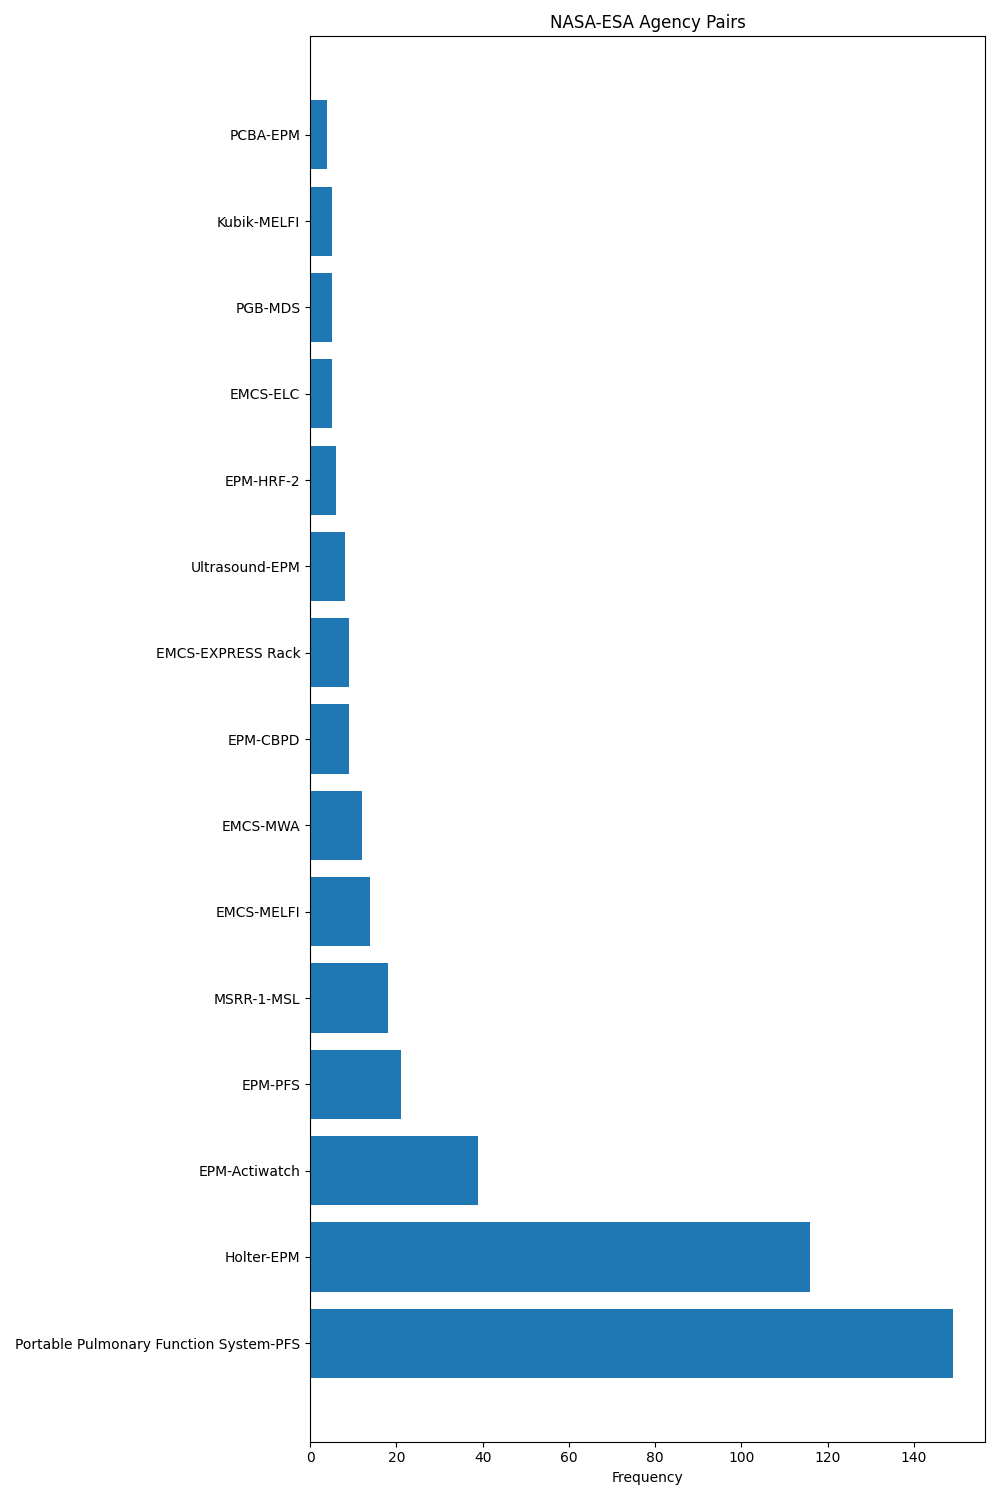 NASA-ESA Agency Pairs
PCBA-EPM
Kubik-MELFI
PGB-MDS
EMCS-ELC
EPM-HRF-2
Ultrasound-EPM
EMCS-EXPRESS Rack
EPM-CBPD
EMCS-MWA
EMCS-MELFI
MSRR-1-MSL
EPM-PFS
EPM-Actiwatch
Holter-EPM
Portable Pulmonary Function System-PFS
0 20 40 60 80 100 120 140
Frequency